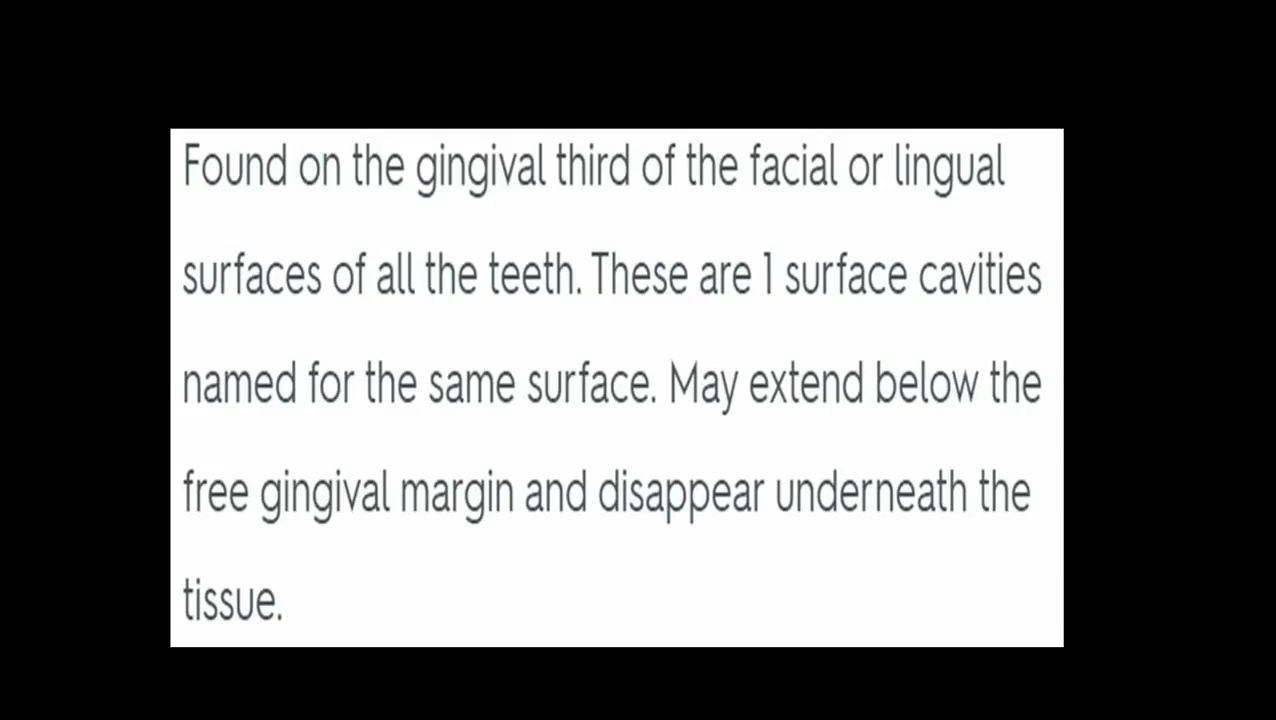 Found on the gingival third of the facial or lingual
surfaces of all the teeth. These are 1 surface cavities
named for the same surface. May extend below the
free gingival margin and disappear underneath the
tissue.